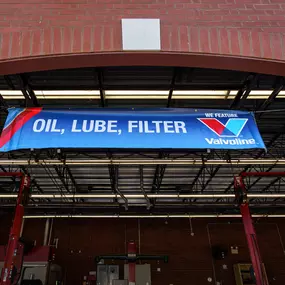 WE FEATURE
OIL, LUBE, FILTER
Valvoline